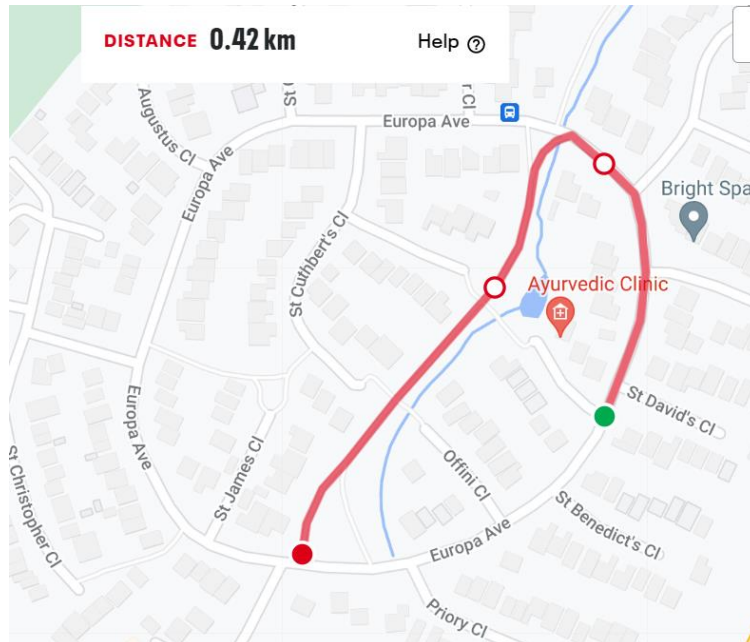 DISTANCE 0.42 km
Help ?
Augustus Cl
Europa Ave
Europa Ave
Bright Spa
St Cuthbert's Cl
Ayurvedic Clinic
Europa Ave
St David's Cl
St James Cl
Offini Cl
St Christopher Cl
St Benedict's Cl
Europa Ave
Priory Cl